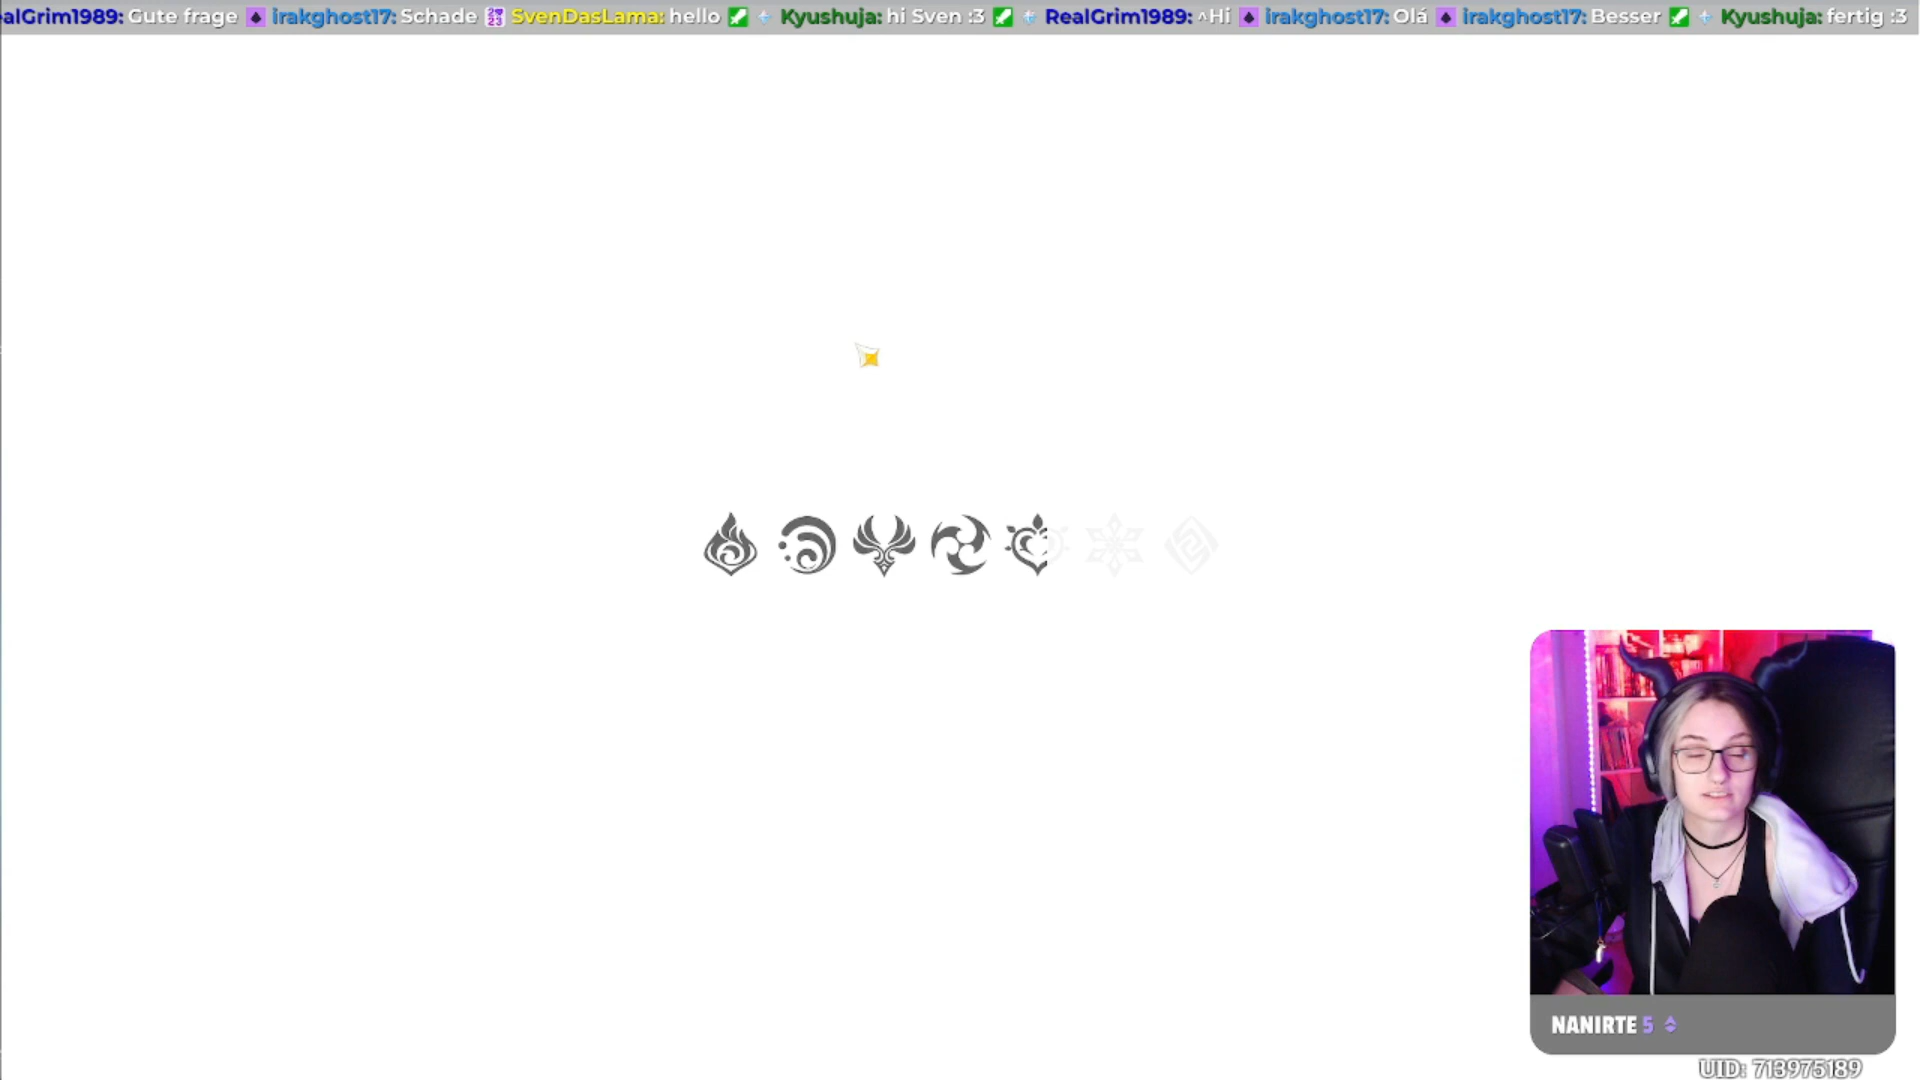 alGrim1989: Gute frage irakghost17: Schade SvenDasLama: hello Kyushuja: hi Sven :3 RealGrim1989: ^Hi irakghost17: Olá irakghost17: Besser Kyushuja: fertig :3
NANIRTE 5
UID: 713975189